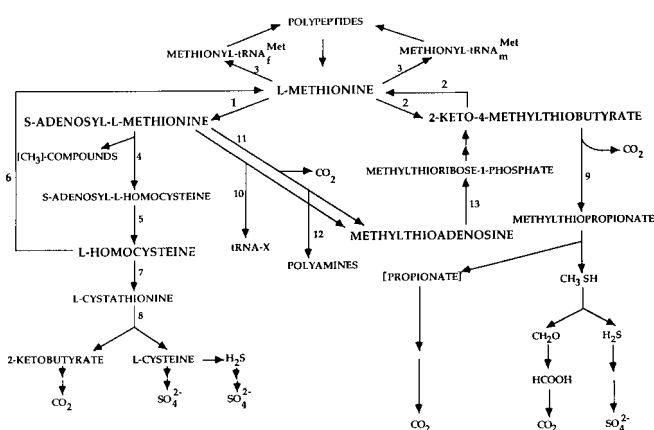 POLYPEPTIDES
METHIONYL-tRNA Met f
METHIONYL-tRNA Met m
3
3
L-METHIONINE
2
1
2
S-ADENOSYL-L-METHIONINE
2-KETO-4-METHYLTHIOBUTYRATE
11
[CH3]-COMPOUNDS
4
CO2
CO2
6
METHYLTHIORIBOSE-1-PHOSPHATE
9
S-ADENOSYL-L-HOMOCYSTEINE
10
13
5
METHYLTHIOPROPIONATE
12
METHYLTHIOADENOSINE
L-HOMOCYSTEINE
tRNA-X
POLYAMINES
7
[PROPIONATE]
CH3SH
L-CYSTATHIONINE
8
CH2O
H2S
2-KETOBUTYRATE
L-CYSTEINE
H2S
HCOOH
CO2
SO4 2-
SO4 2-
CO2
CO2
SO4 2-